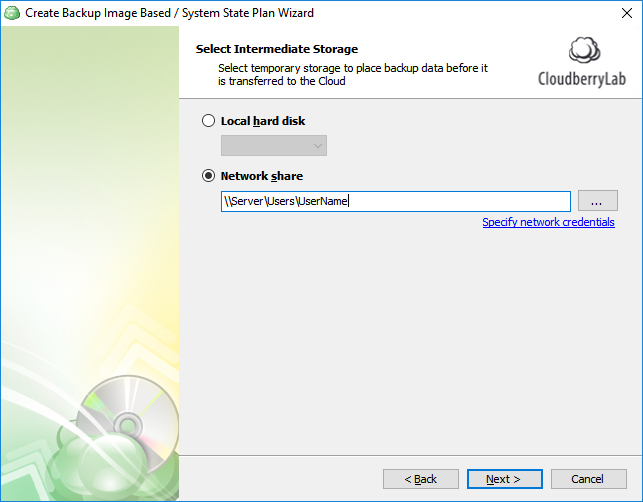 Create Backup Image Based / System State Plan Wizard
Select Intermediate Storage
Select temporary storage to place backup data before it
is transferred to the Cloud
CloudberryLab
Local hard disk
Network share
\\Server\Users\UserName
...
Specify network credentials
< Back
Next >
Cancel